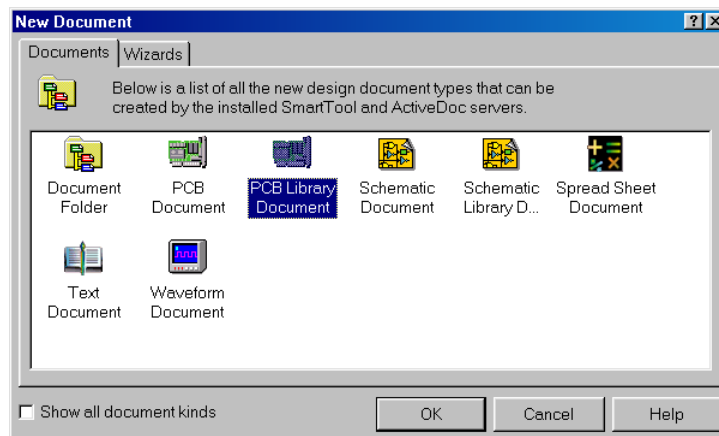 New Document
Documents
Wizards
Below is a list of all the new design document types that can be
created by the installed SmartTool and ActiveDoc servers.
Document Folder
PCB Document
PCB Library Document
Schematic Document
Schematic Library D...
Spread Sheet Document
Text Document
Waveform Document
Show all document kinds
OK
Cancel
Help